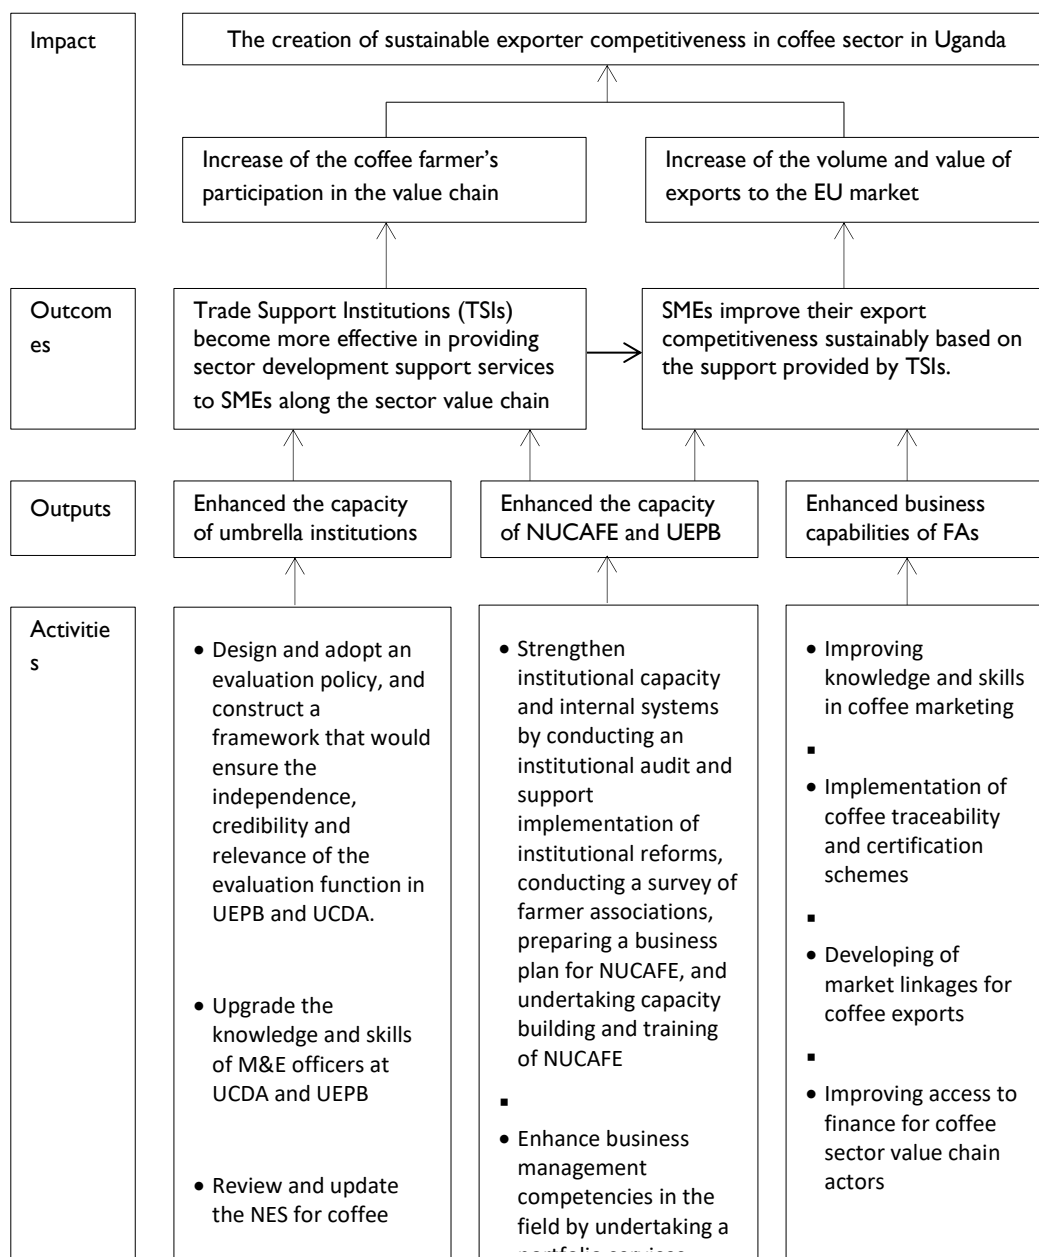 Impact
The creation of sustainable exporter competitiveness in coffee sector in Uganda
Increase of the coffee farmer's
participation in the value chain
Increase of the volume and value of
exports to the EU market
Outcom
es
Trade Support Institutions (TSIs)
become more effective in providing
sector development support services
to SMEs along the sector value chain
SMEs improve their export
competitiveness sustainably based on
the support provided by TSIs.
Outputs
Enhanced the capacity
of umbrella institutions
Enhanced the capacity
of NUCAFE and UEPB
Enhanced business
capabilities of FAs
Activitie
s
• Design and adopt an
evaluation policy, and
construct a
framework that would
ensure the
independence,
credibility and
relevance of the
evaluation function in
UEPB and UCDA.
• Upgrade the
knowledge and skills
of M&E officers at
UCDA and UEPB
• Review and update
the NES for coffee
• Strengthen
institutional capacity
and internal systems
by conducting an
institutional audit and
support
implementation of
institutional reforms,
conducting a survey of
farmer associations,
preparing a business
plan for NUCAFE, and
undertaking capacity
building and training
of NUCAFE
▪
• Enhance business
management
competencies in the
field by undertaking a
portfolio services
• Improving
knowledge and skills
in coffee marketing
▪
• Implementation of
coffee traceability
and certification
schemes
▪
• Developing of
market linkages for
coffee exports
▪
• Improving access to
finance for coffee
sector value chain
actors